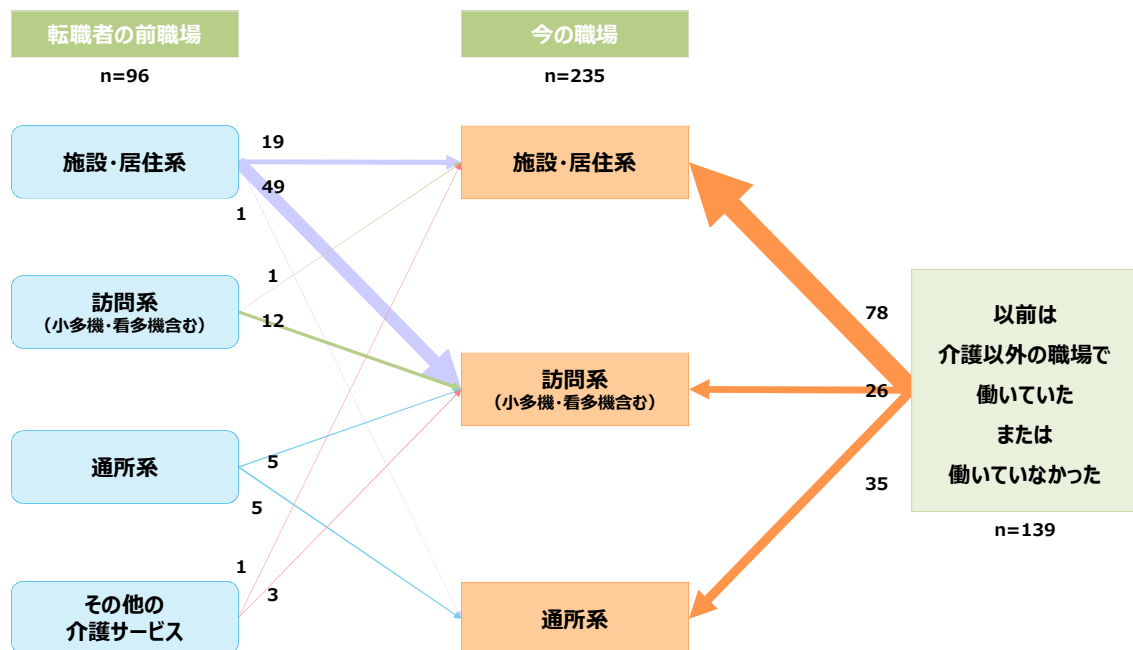 転職者の前職場
今の職場
n=96
n=235
施設・居住系
19
49
1
施設・居住系
訪問系
（小多機・看多機含む）
1
12
訪問系
（小多機・看多機含む）
78
26
35
以前は
介護以外の職場で
働いていた
または
働いていなかった
n=139
通所系
5
5
その他の
介護サービス
1
3
通所系